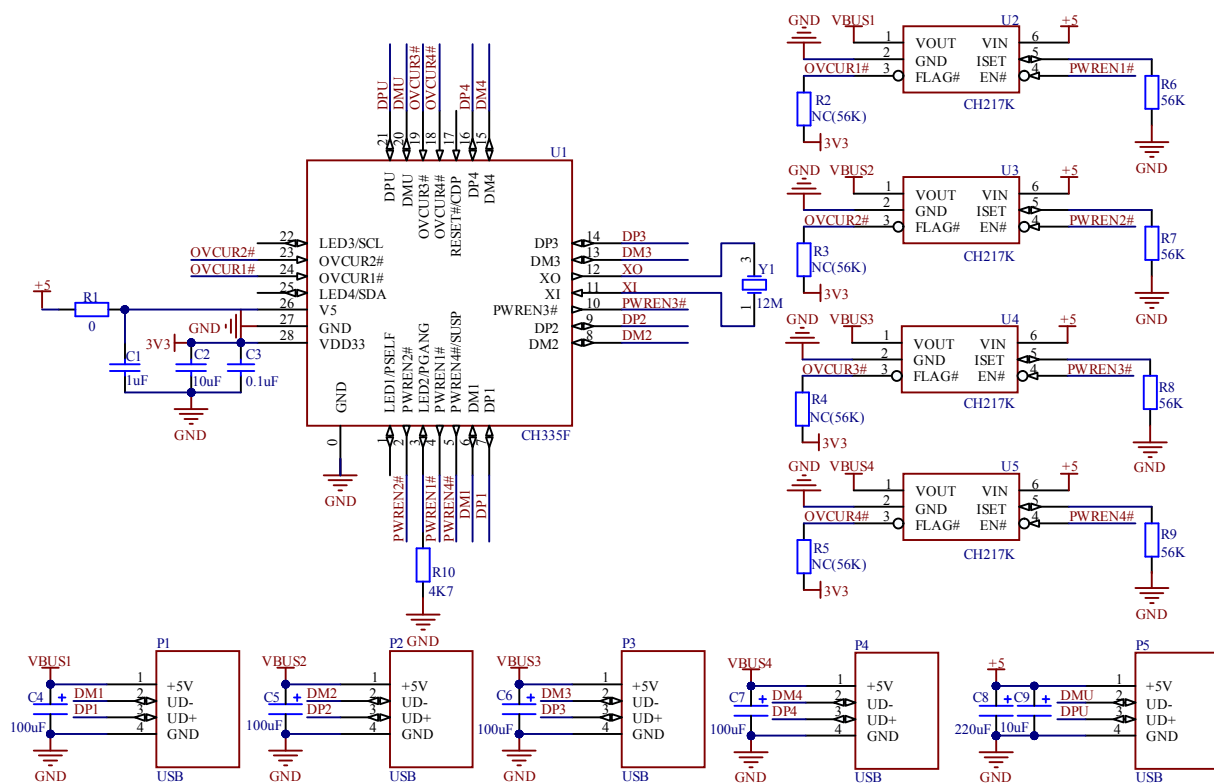 DPU
DMU
OVCUR3#
OVCUR4#
DP4
DM4
21
20
19
18
17
16
15
U1
DPU
DMU
OVCUR3#
OVCUR4#
RESET#/CDP
DP4
DM4
22 LED3/SCL
OVCUR2# 23 OVCUR2#
OVCUR1# 24 OVCUR1#
25 LED4/SDA
+5 R1 0 26 V5
GND 27 GND
3V3 28 VDD33
C1 1uF
C2 10uF
C3 0.1uF
GND
DP3 14 DP3
DM3 13 DM3
XO 12 XO
XI 11 XI
PWREN3# 10 PWREN3#
DP2 9 DP2
DM2 8 DM2
3
Y1
1
12M
GND
LED1/PSELF
PWREN2#
LED2/PGANG
PWREN1#
PWREN4#/SUSP
DM1
DP1
CH335F
0
1
2
3
4
5
6
7
GND
PWREN2#
PWREN1#
PWREN4#
DM1
DP1
R10
4K7
GND
GND VBUS1 U2 +5
1 VOUT VIN 6
2 GND ISET 5
OVCUR1# 3 FLAG# EN# 4 PWREN1#
R2
NC(56K)
3V3
CH217K
R6
56K
GND
GND VBUS2 U3 +5
1 VOUT VIN 6
2 GND ISET 5
OVCUR2# 3 FLAG# EN# 4 PWREN2#
R3
NC(56K)
3V3
CH217K
R7
56K
GND
GND VBUS3 U4 +5
1 VOUT VIN 6
2 GND ISET 5
OVCUR3# 3 FLAG# EN# 4 PWREN3#
R4
NC(56K)
3V3
CH217K
R8
56K
GND
GND VBUS4 U5 +5
1 VOUT VIN 6
2 GND ISET 5
OVCUR4# 3 FLAG# EN# 4 PWREN4#
R5
NC(56K)
3V3
CH217K
R9
56K
GND
P1
VBUS1 1 +5V
C4 + DM1 2 UD-
DP1 3 UD+
100uF 4 GND
GND
USB
P2
VBUS2 1 +5V
C5 + DM2 2 UD-
DP2 3 UD+
100uF 4 GND
GND
USB
P3
VBUS3 1 +5V
C6 + DM3 2 UD-
DP3 3 UD+
100uF 4 GND
GND
USB
P4
VBUS4 1 +5V
C7 + DM4 2 UD-
DP4 3 UD+
100uF 4 GND
GND
USB
P5
+5 1 +5V
C8 + C9 + DMU 2 UD-
DPU 3 UD+
220uF 10uF 4 GND
GND
USB